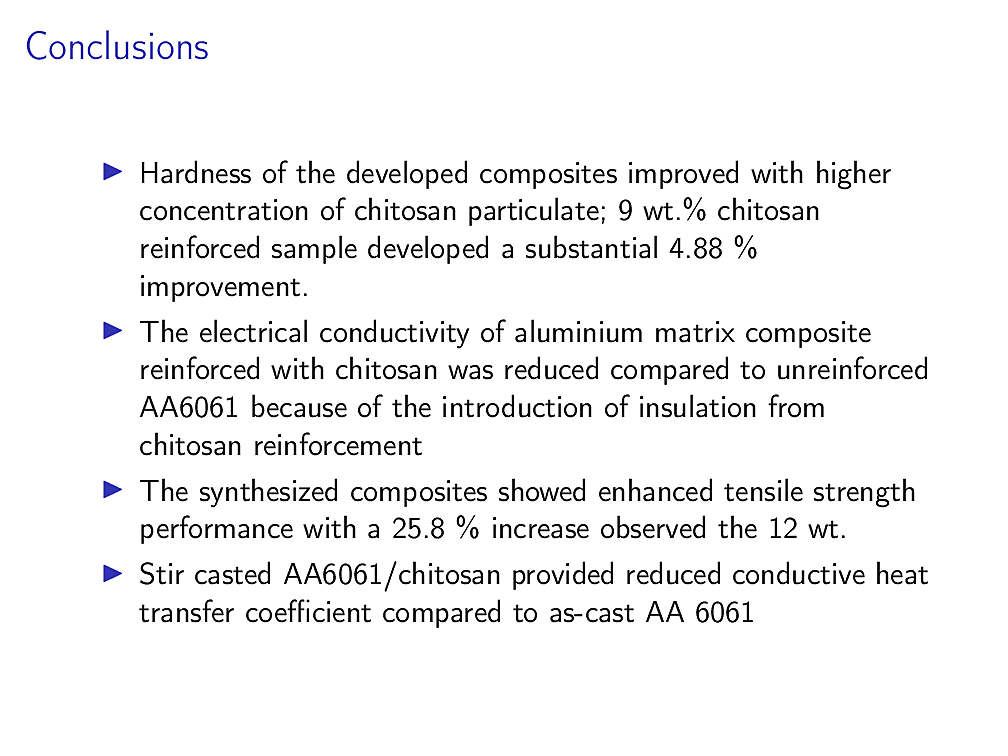 Conclusions
Hardness of the developed composites improved with higher
concentration of chitosan particulate; 9 wt.% chitosan
reinforced sample developed a substantial 4.88 %
improvement.
The electrical conductivity of aluminium matrix composite
reinforced with chitosan was reduced compared to unreinforced
AA6061 because of the introduction of insulation from
chitosan reinforcement
The synthesized composites showed enhanced tensile strength
performance with a 25.8 % increase observed the 12 wt.
Stir casted AA6061/chitosan provided reduced conductive heat
transfer coefficient compared to as-cast AA 6061